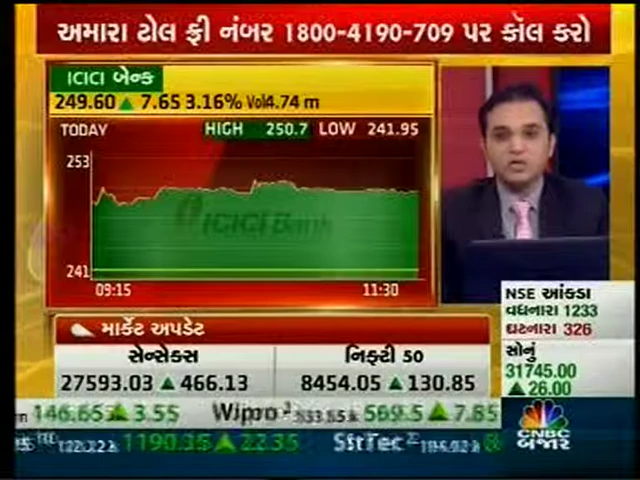 અમારા ટોલ ફ્રી નંબર 1800-4190-709 પર કૉલ કરો
ICICI બેન્ક
249.60 ▲ 7.65 3.16% Vol4.74 m
TODAY HIGH 250.7 LOW 241.95
253
ICICI Bank
241
09:15 11:30
NSE આંકડા
વધનારા 1233
ઘટનારા 326
સોનું
31745.00
▲ 26.00
માર્કેટ અપડેટ
સેન્સેક્સ નિફ્ટી 50
27593.03 ▲ 466.13 8454.05 ▲ 130.85
146.65 ▲ 3.55 Wipro 569.5 ▲ 7.85
1190.35 ▲ 22.35 SstTec
CNBC
બજાર